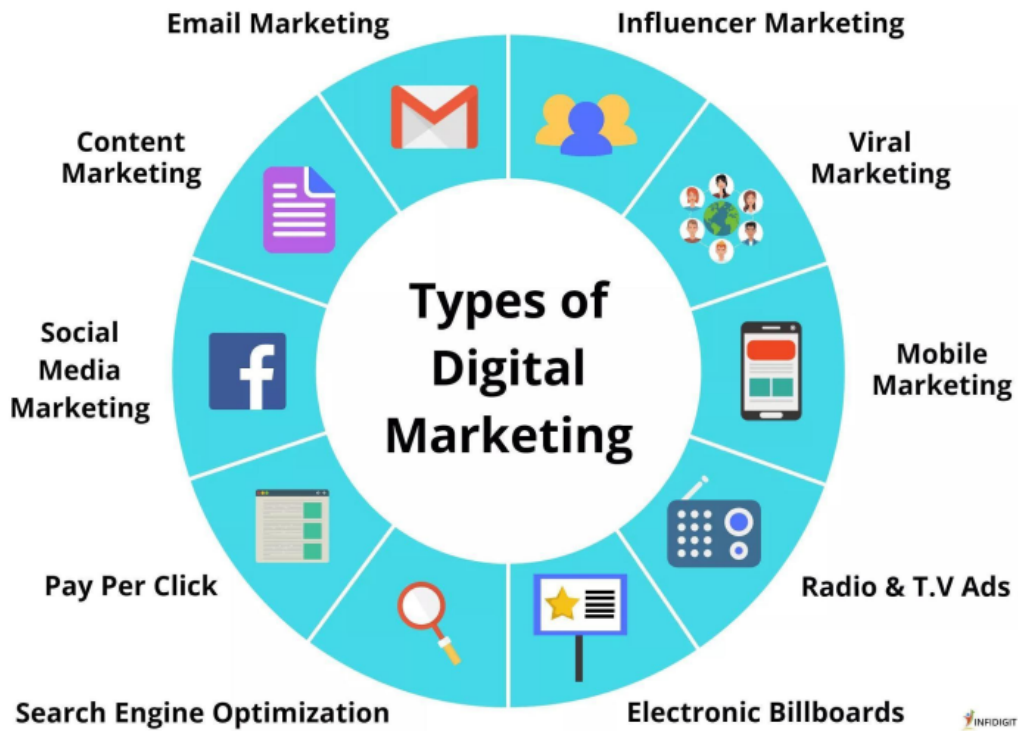 Email Marketing
Influencer Marketing
Content
Marketing
Viral
Marketing
Types of
Digital
Marketing
Social
Media
Marketing
Mobile
Marketing
Pay Per Click
Radio & T.V Ads
Search Engine Optimization
Electronic Billboards
INFIDIGIT